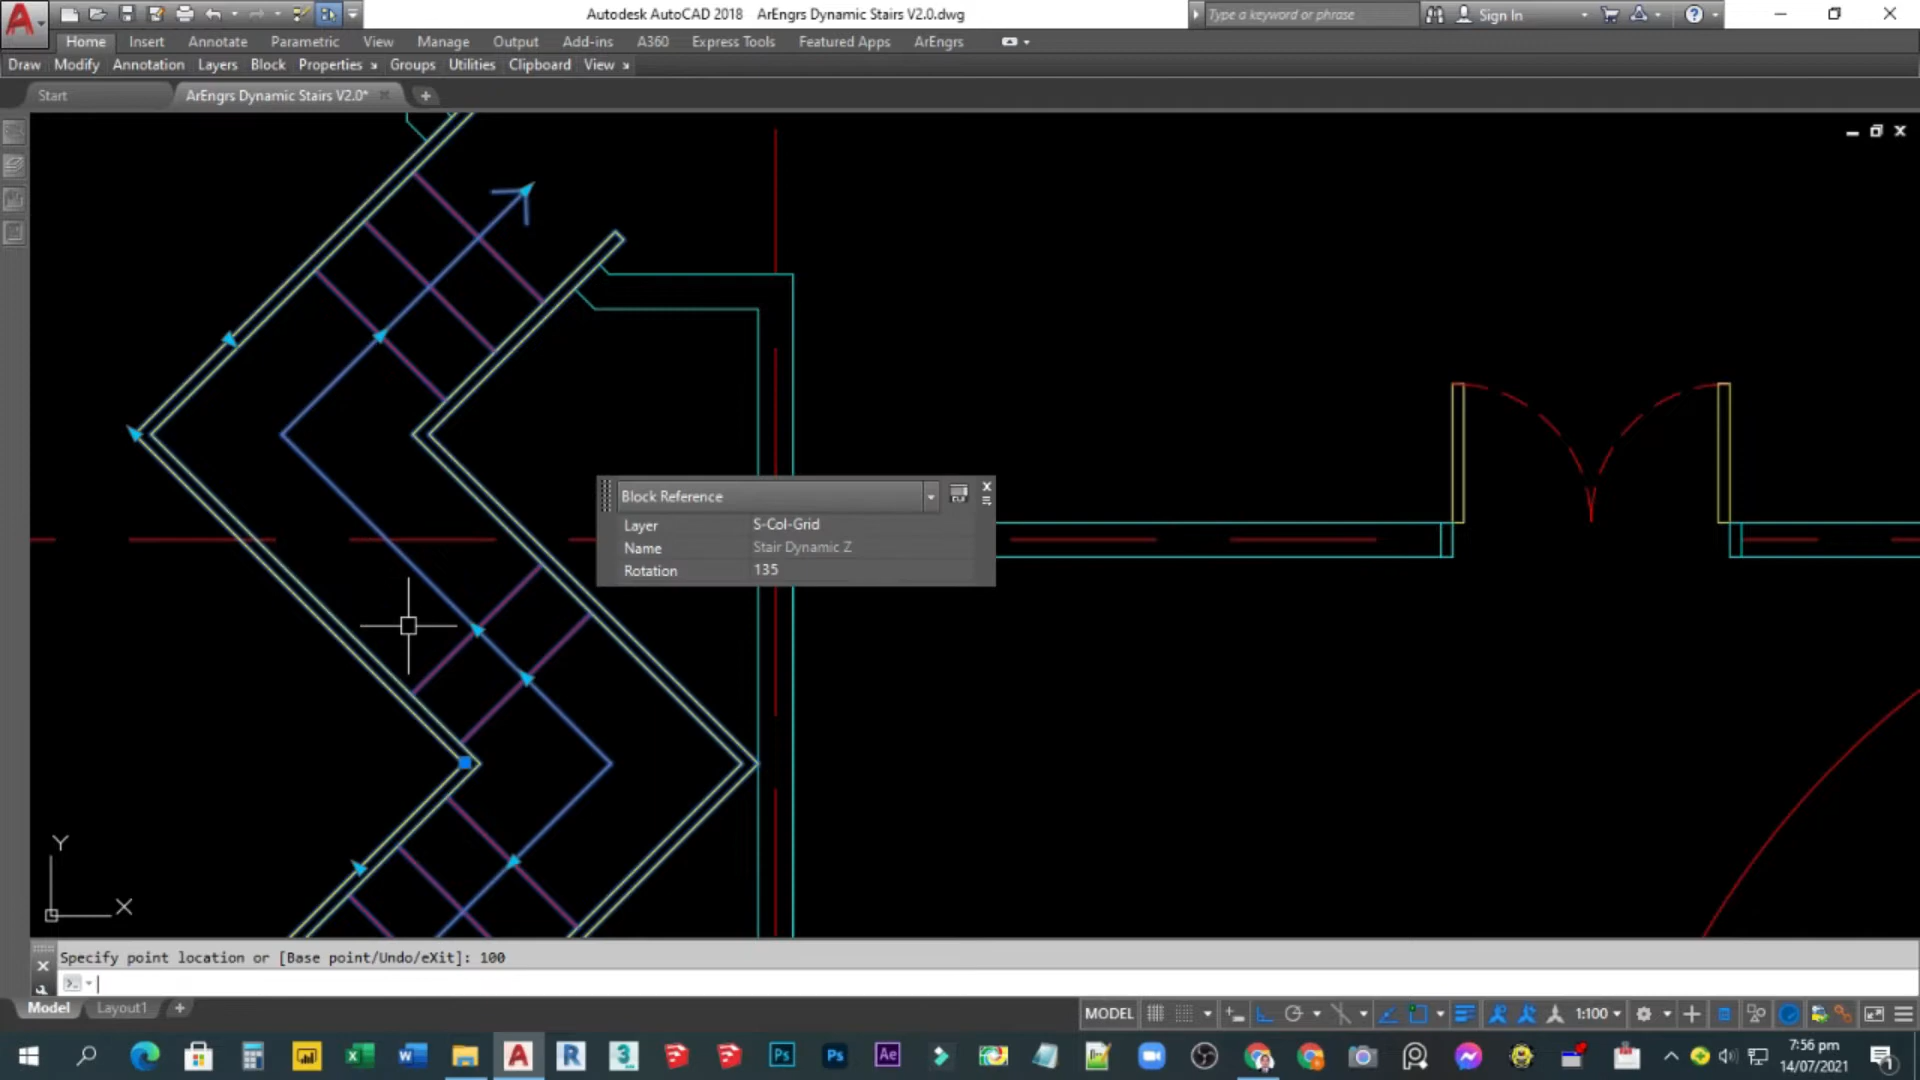 Autodesk AutoCAD 2018 ArEngrs Dynamic Stairs V2.0.dwg
Type a keyword or phrase
Sign In
Home Insert Annotate Parametric View Manage Output Add-ins A360 Express Tools Featured Apps ArEngrs
Draw Modify Annotation Layers Block Properties Groups Utilities Clipboard View
Start ArEngrs Dynamic Stairs V2.0*
Block Reference
Layer S-Col-Grid
Name Stair Dynamic Z
Rotation 135
Y
X
Specify point location or [Base point/Undo/eXit]: 100
Model Layout1
MODEL 1:100
7:56 pm
14/07/2021